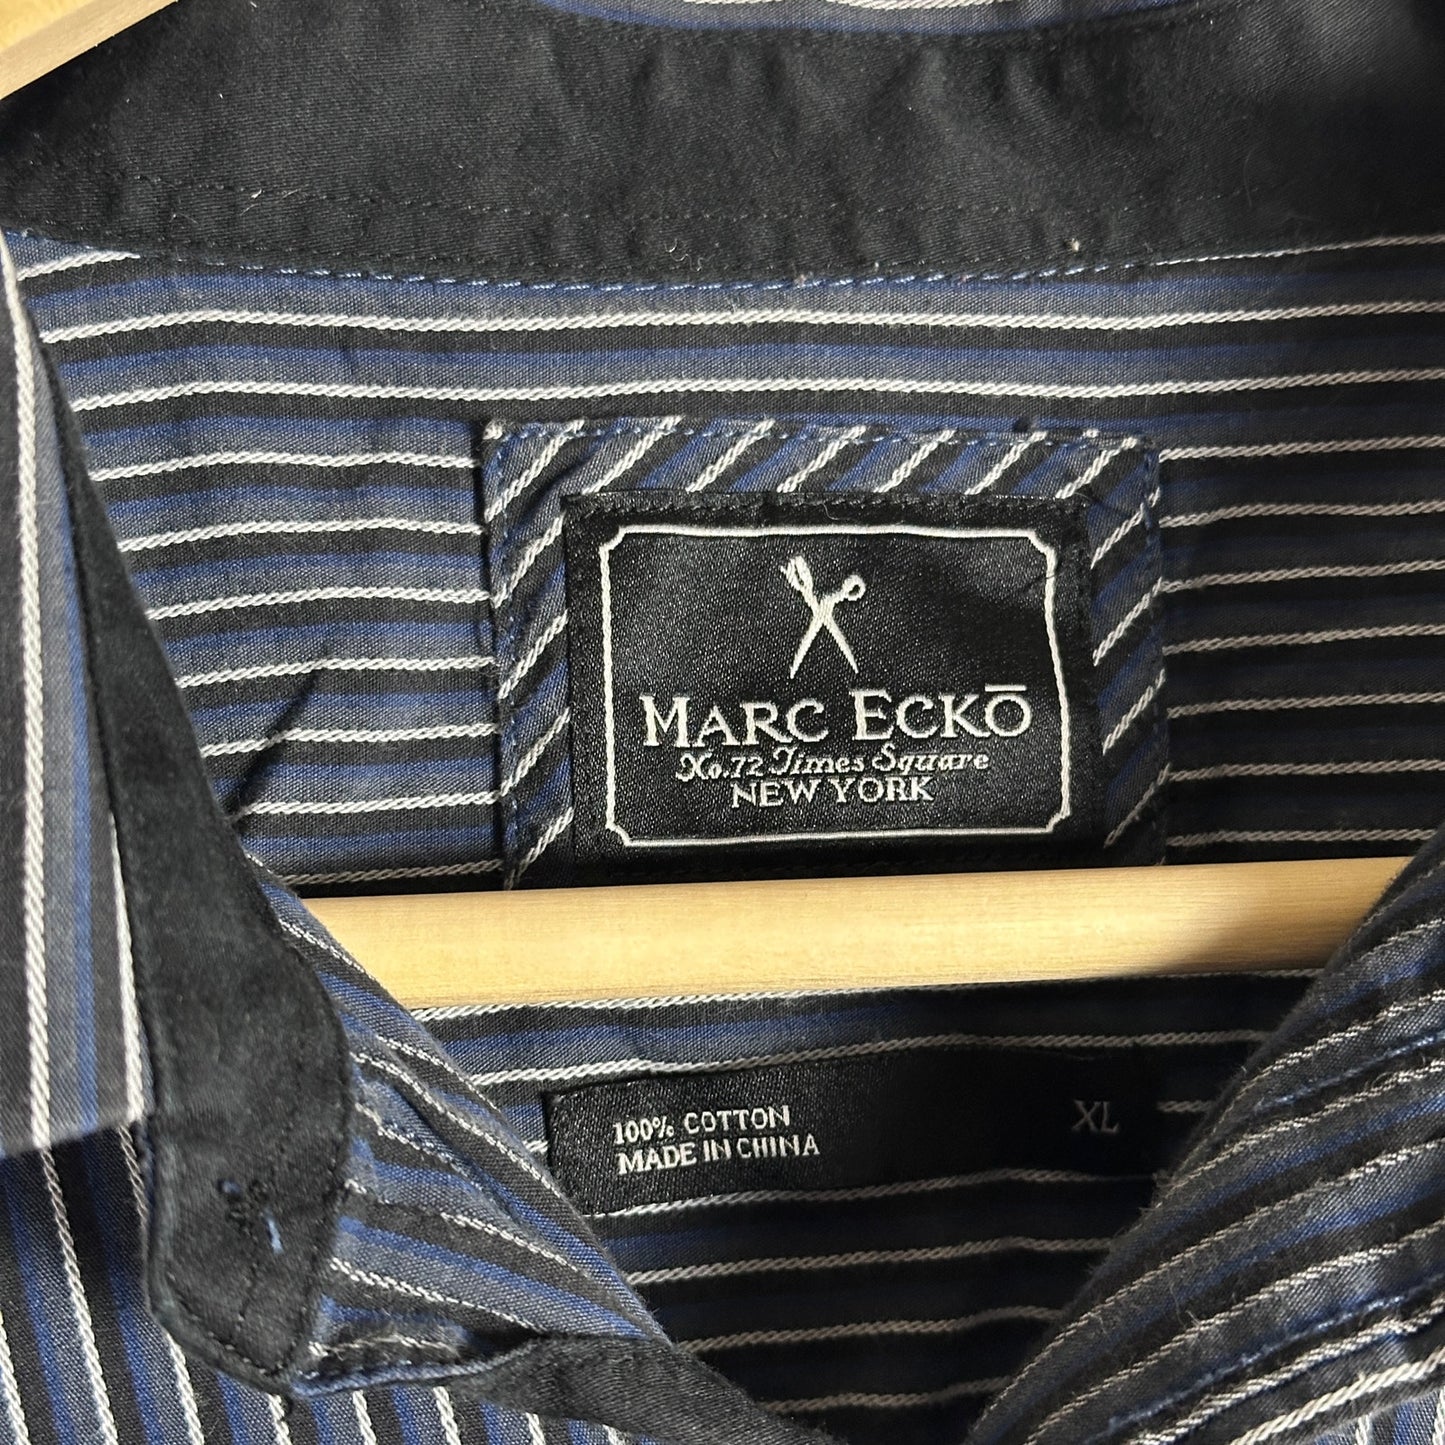 MARC ECKŌ
No. 72 Times Square
NEW YORK
100% COTTON
MADE IN CHINA
XL